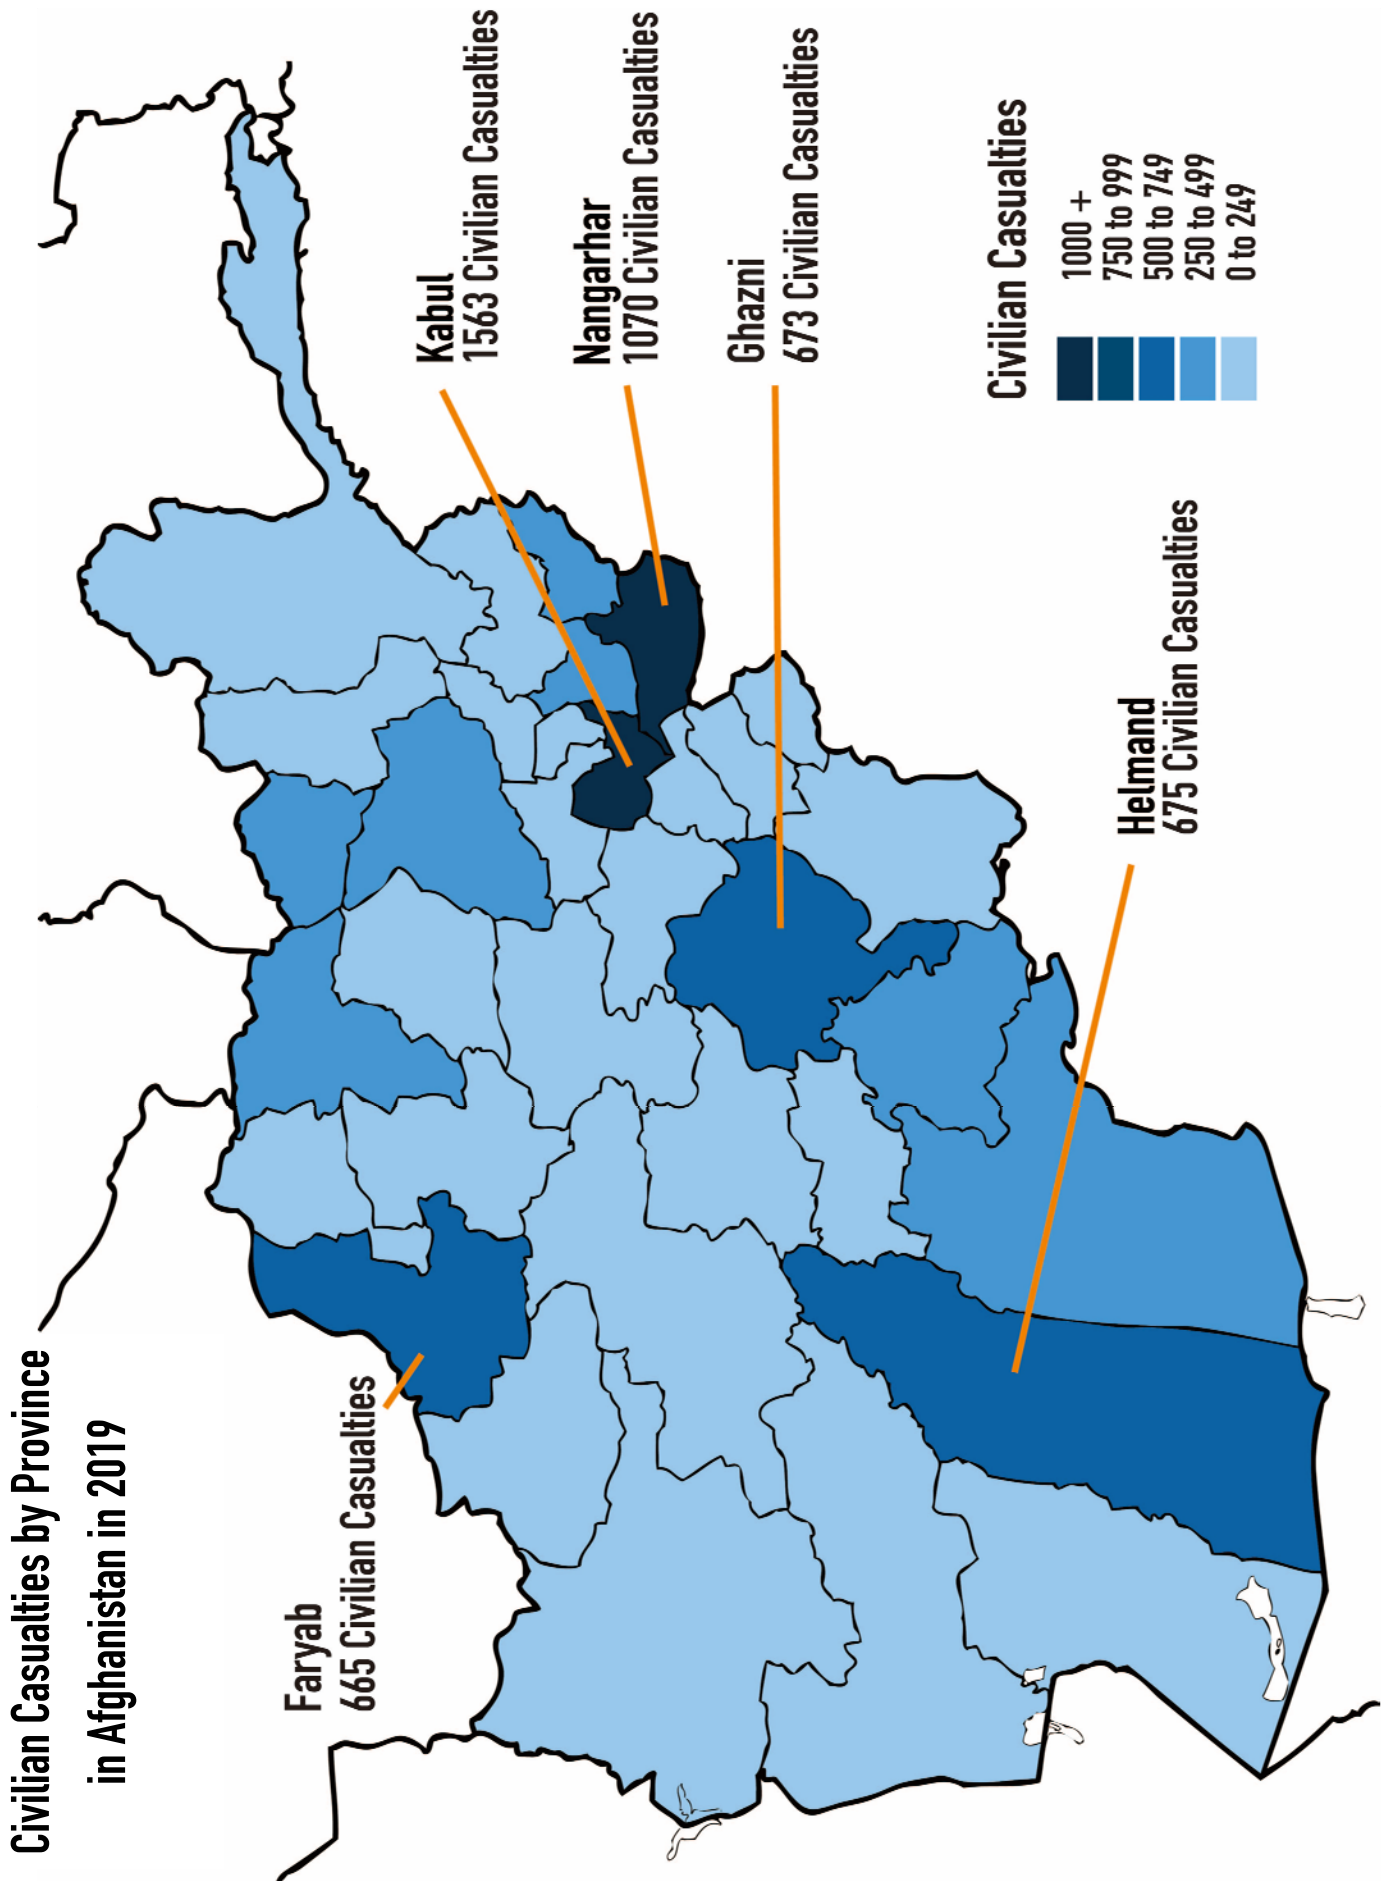 Civilian Casualties by Province
in Afghanistan in 2019
Faryab
665 Civilian Casualties
Kabul
1563 Civilian Casualties
Nangarhar
1070 Civilian Casualties
Ghazni
673 Civilian Casualties
Helmand
675 Civilian Casualties
Civilian Casualties
1000 +
750 to 999
500 to 749
250 to 499
0 to 249